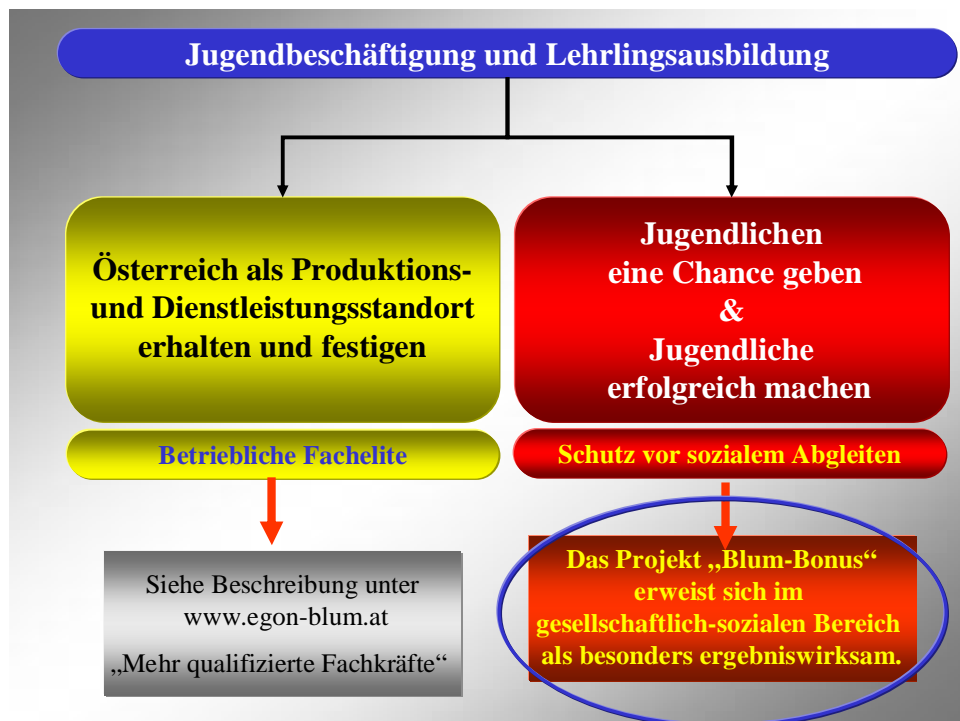 Jugendbeschäftigung und Lehrlingsausbildung
Österreich als Produktions-
und Dienstleistungsstandort
erhalten und festigen
Betriebliche Fachelite
Siehe Beschreibung unter
www.egon-blum.at
„Mehr qualifizierte Fachkräfte“
Jugendlichen
eine Chance geben
&
Jugendliche
erfolgreich machen
Schutz vor sozialem Abgleiten
Das Projekt „Blum-Bonus“
erweist sich im
gesellschaftlich-sozialen Bereich
als besonders ergebniswirksam.